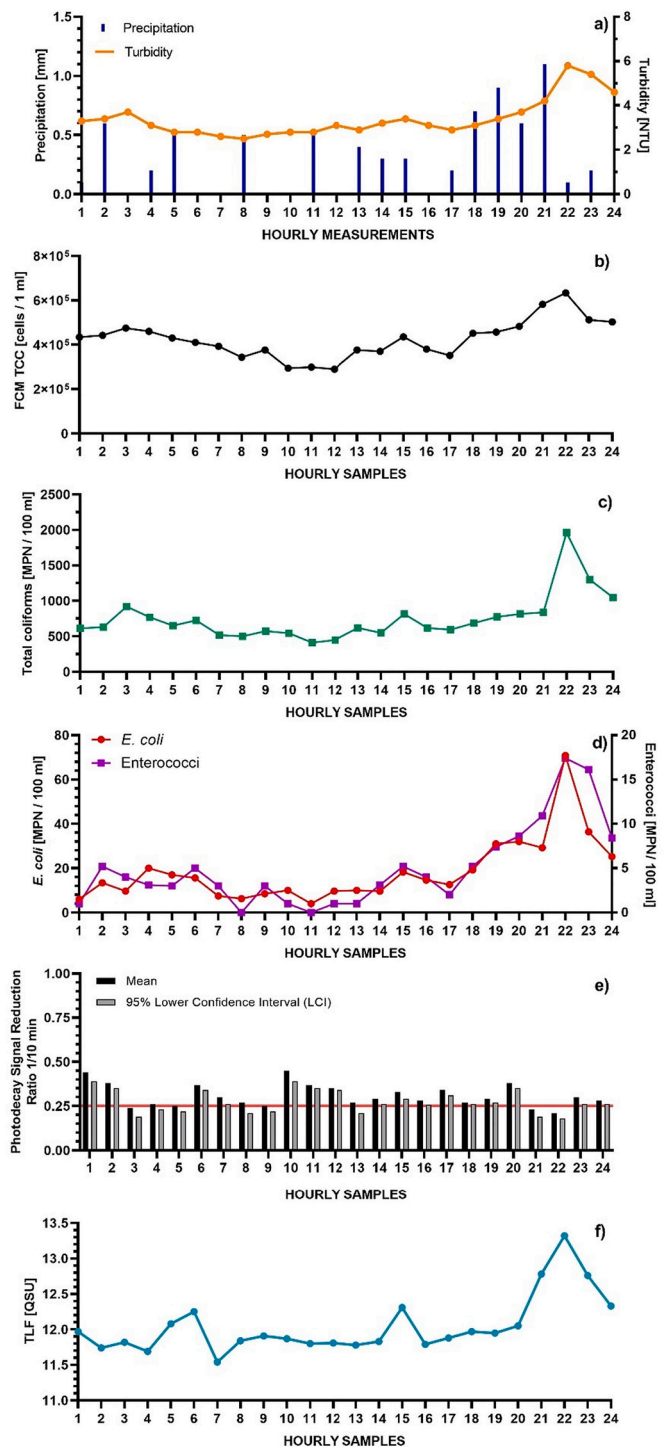 a)
Precipitation
Turbidity
Precipitation [mm]
1.5
1.0
0.5
0.0
Turbidity [NTU]
8
6
4
2
0
1 2 3 4 5 6 7 8 9 10 11 12 13 14 15 16 17 18 19 20 21 22 23 24
HOURLY MEASUREMENTS
b)
FCM TCC [cells / 1 ml]
8×10⁵
6×10⁵
4×10⁵
2×10⁵
0
1 2 3 4 5 6 7 8 9 10 11 12 13 14 15 16 17 18 19 20 21 22 23 24
HOURLY SAMPLES
c)
Total coliforms [MPN / 100 ml]
2500
2000
1500
1000
500
0
1 2 3 4 5 6 7 8 9 10 11 12 13 14 15 16 17 18 19 20 21 22 23 24
HOURLY SAMPLES
d)
E. coli
Enterococci
E. coli [MPN / 100 ml]
80
60
40
20
0
Enterococci [MPN / 100 ml]
20
15
10
5
0
1 2 3 4 5 6 7 8 9 10 11 12 13 14 15 16 17 18 19 20 21 22 23 24
HOURLY SAMPLES
e)
Mean
95% Lower Confidence Interval (LCI)
Photodecay Signal Reduction
Ratio 1/10 min
1.00
0.75
0.50
0.25
0.00
1 2 3 4 5 6 7 8 9 10 11 12 13 14 15 16 17 18 19 20 21 22 23 24
HOURLY SAMPLES
f)
TLF [QSU]
13.5
13.0
12.5
12.0
11.5
11.0
1 2 3 4 5 6 7 8 9 10 11 12 13 14 15 16 17 18 19 20 21 22 23 24
HOURLY SAMPLES